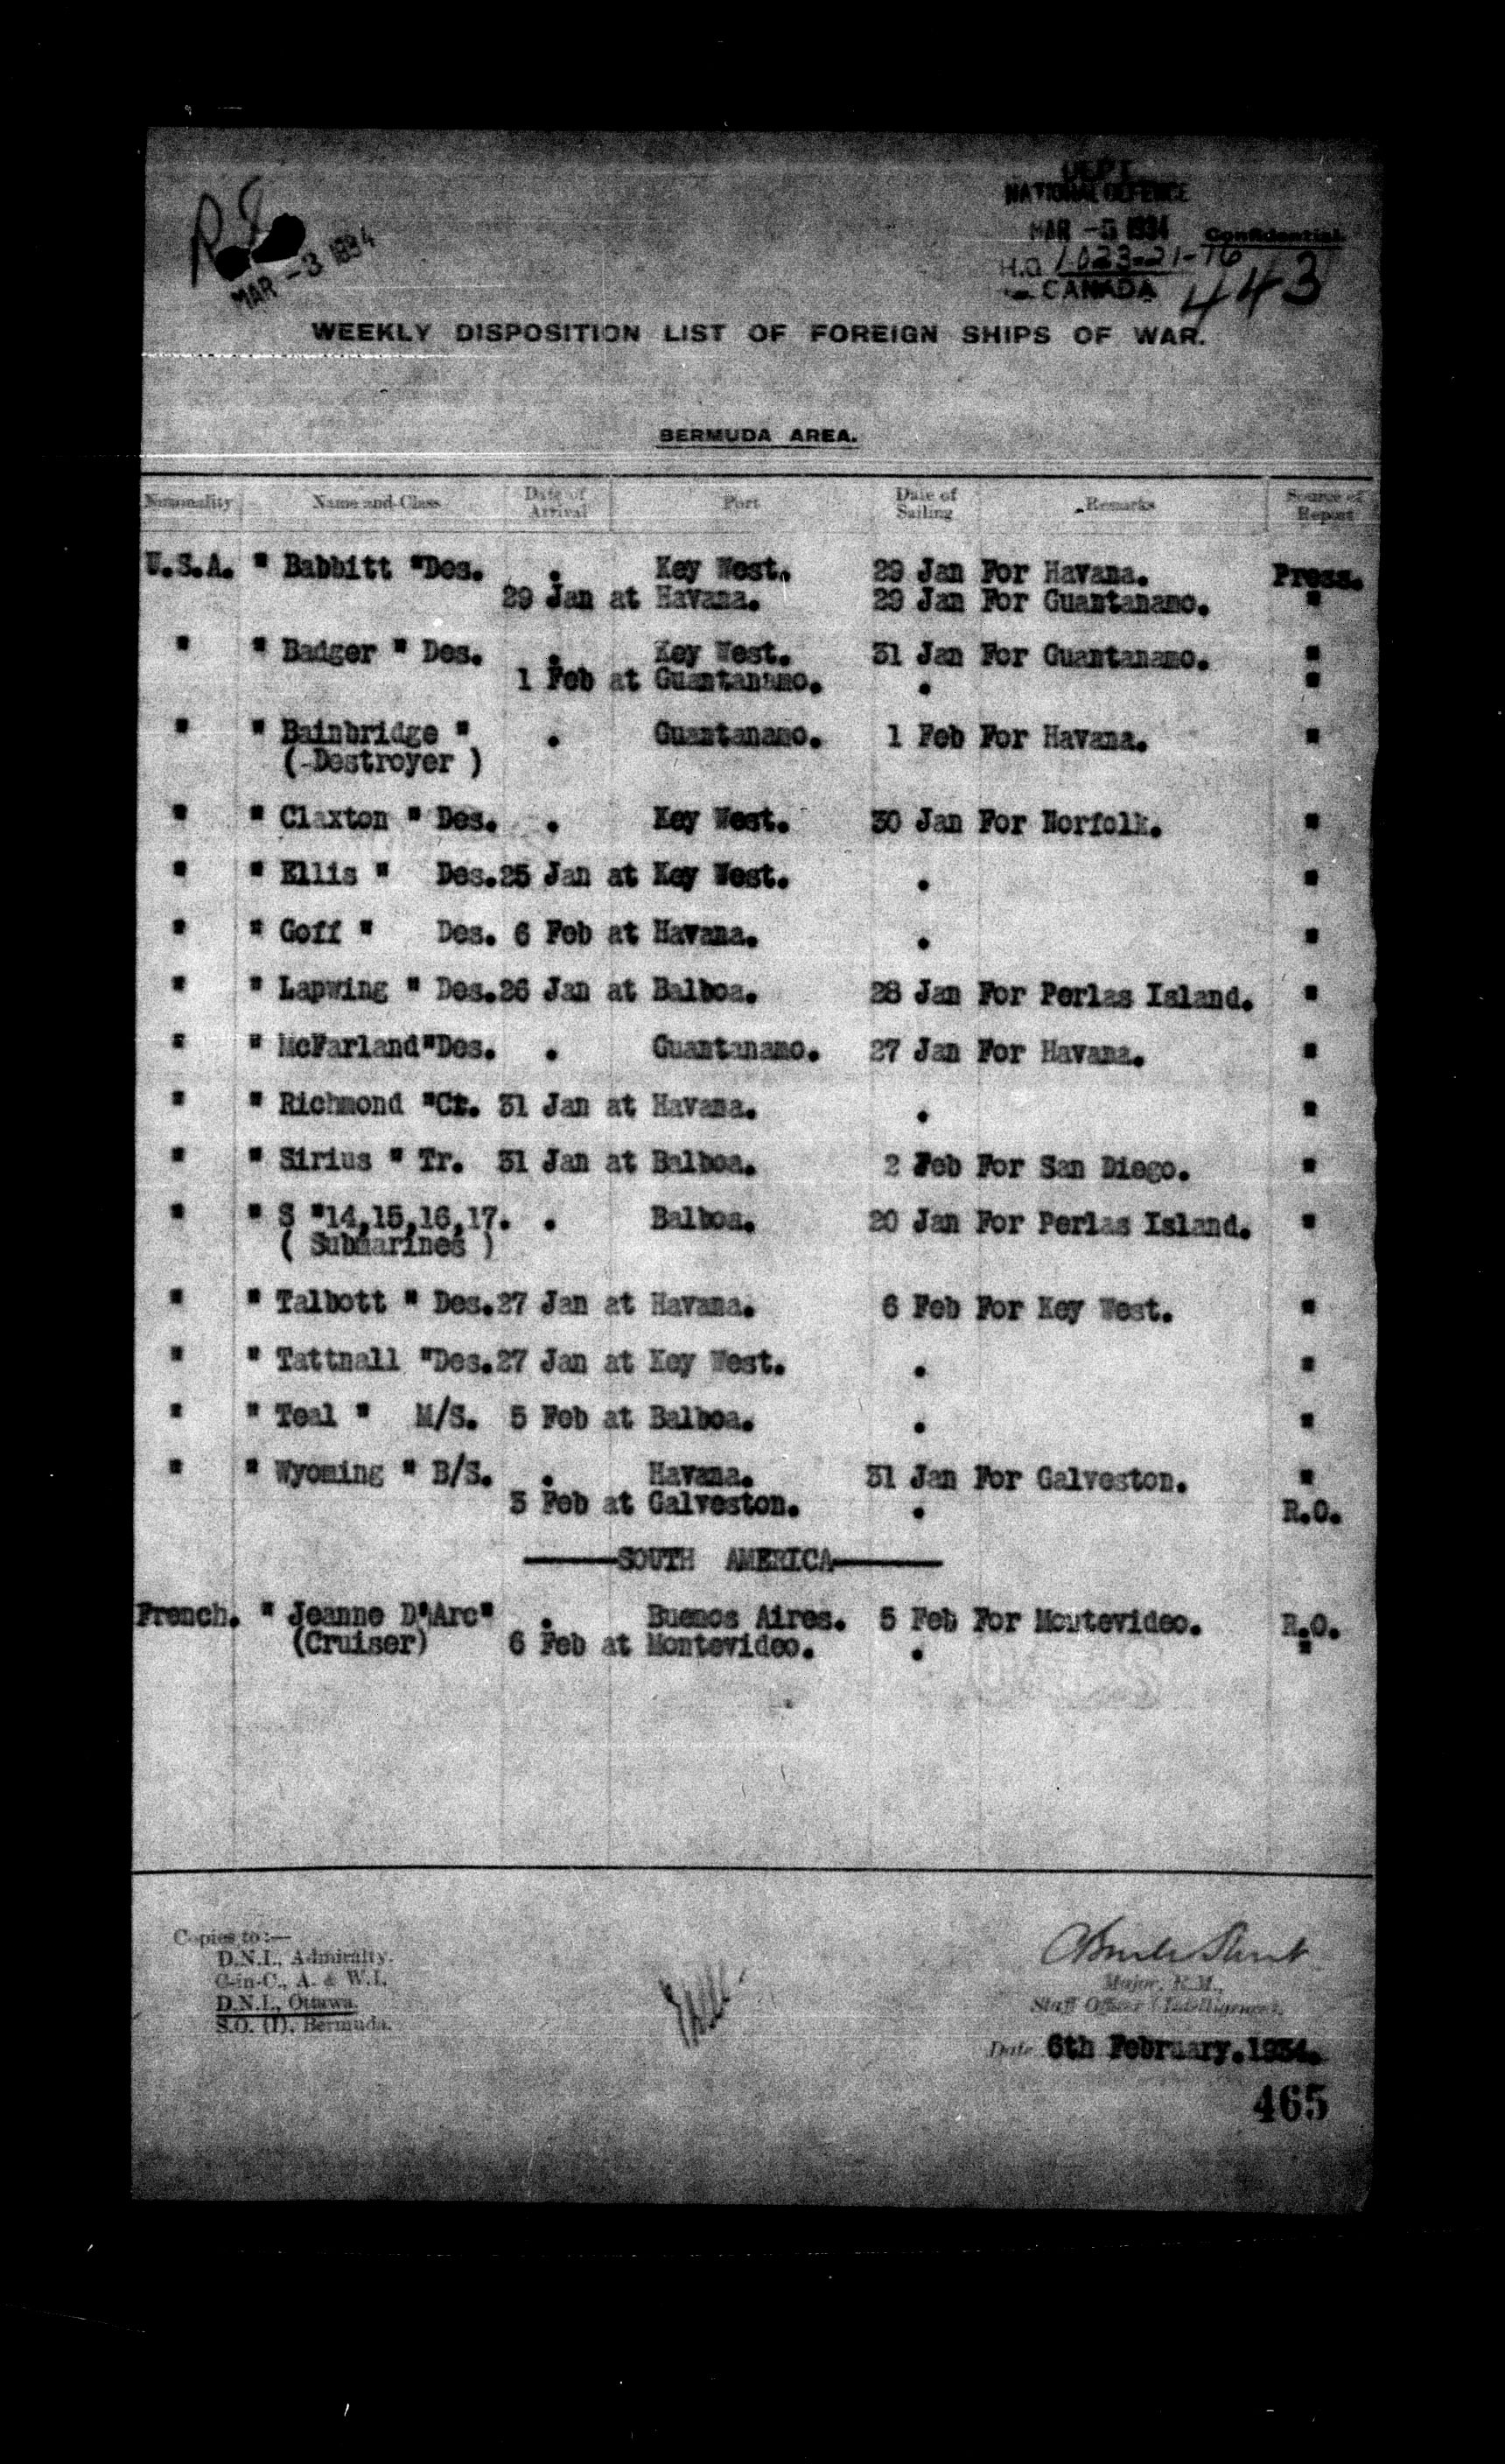 R
MAR -3 1934
DEPT.
NATIONAL DEFENCE
MAR -5 1934
Confidential
H.Q. 1023-21-16
CANADA
443
WEEKLY DISPOSITION LIST OF FOREIGN SHIPS OF WAR.
BERMUDA AREA.
Nationality Name and Class Date of Arrival Port Date of Sailing Remarks Source of Report
U.S.A. " Babbitt "Des. . Key West. 29 Jan For Havana. Press.
29 Jan at Havana. 29 Jan For Guantanamo. "
" " Badger " Des. . Key West. 31 Jan For Guantanamo. "
1 Feb at Guantanamo. . "
" " Bainbridge " . Guantanamo. 1 Feb For Havana. "
( Destroyer )
" " Claxton " Des. . Key West. 30 Jan For Norfolk. "
" " Ellis " Des. 25 Jan at Key West. . "
" " Goff " Des. 6 Feb at Havana. . "
" " Lapwing " Des. 26 Jan at Balboa. 28 Jan For Perlas Island. "
" " McFarland"Des. . Guantanamo. 27 Jan For Havana. "
" " Richmond "Cr. 31 Jan at Havana. . "
" " Sirius " Tr. 31 Jan at Balboa. 2 Feb For San Diego. "
" " S "14,15,16,17. . Balboa. 20 Jan For Perlas Island. "
( Submarines )
" " Talbott " Des. 27 Jan at Havana. 6 Feb For Key West. "
" " Tattnall "Des. 27 Jan at Key West. . "
" " Teal " M/S. 5 Feb at Balboa. . "
" " Wyoming " B/S. . Havana. 31 Jan For Galveston. "
3 Feb at Galveston. . R.O.
SOUTH AMERICA
French. " Jeanne D'Arc" . Buenos Aires. 5 Feb For Montevideo. R.O.
(Cruiser) 6 Feb at Montevideo. . "
Copies to:—
D.N.I., Admiralty.
C-in-C., A. & W.I.
D.N.I., Ottawa.
S.O. (I), Bermuda.
Major, R.M.,
Staff Officer (Intelligence).
Date 6th February.1934.
465